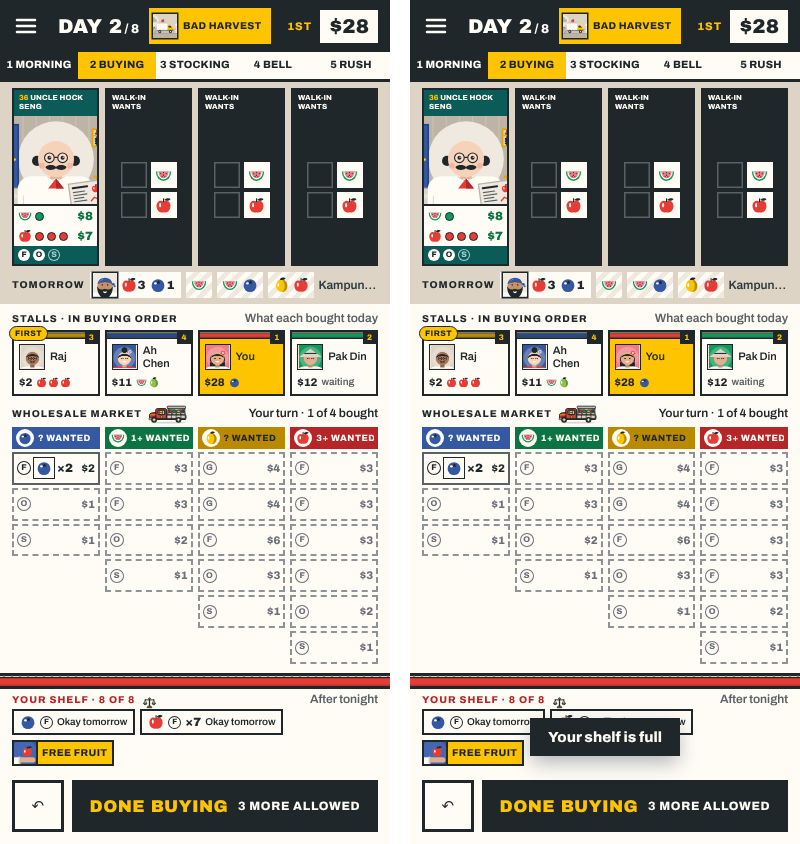 DAY 2 / 8
BAD HARVEST
1ST
$28
1 MORNING
2 BUYING
3 STOCKING
4 BELL
5 RUSH
36 UNCLE HOCK SENG
$8
$7
F O S
WALK-IN WANTS
WALK-IN WANTS
WALK-IN WANTS
TOMORROW
3
1
Kampun...
STALLS · IN BUYING ORDER
What each bought today
FIRST
3
Raj
$2
4
Ah Chen
$11
1
You
$28
2
Pak Din
$12 waiting
WHOLESALE MARKET
Your turn · 1 of 4 bought
? WANTED
1+ WANTED
? WANTED
3+ WANTED
F ×2 $2
F $3
G $4
F $3
O $1
F $3
G $4
F $3
S $1
O $2
F $6
F $3
S $1
O $3
F $3
S $1
O $2
S $1
YOUR SHELF · 8 OF 8
After tonight
F Okay tomorrow
F ×7 Okay tomorrow
FREE FRUIT
↶
DONE BUYING 3 MORE ALLOWED
DAY 2 / 8
BAD HARVEST
1ST
$28
1 MORNING
2 BUYING
3 STOCKING
4 BELL
5 RUSH
36 UNCLE HOCK SENG
$8
$7
F O S
WALK-IN WANTS
WALK-IN WANTS
WALK-IN WANTS
TOMORROW
3
1
Kampun...
STALLS · IN BUYING ORDER
What each bought today
FIRST
3
Raj
$2
4
Ah Chen
$11
1
You
$28
2
Pak Din
$12 waiting
WHOLESALE MARKET
Your turn · 1 of 4 bought
? WANTED
1+ WANTED
? WANTED
3+ WANTED
F ×2 $2
F $3
G $4
F $3
O $1
F $3
G $4
F $3
S $1
O $2
F $6
F $3
S $1
O $3
F $3
S $1
O $2
S $1
YOUR SHELF · 8 OF 8
After tonight
F Okay tomorrow
Your shelf is full
FREE FRUIT
↶
DONE BUYING 3 MORE ALLOWED